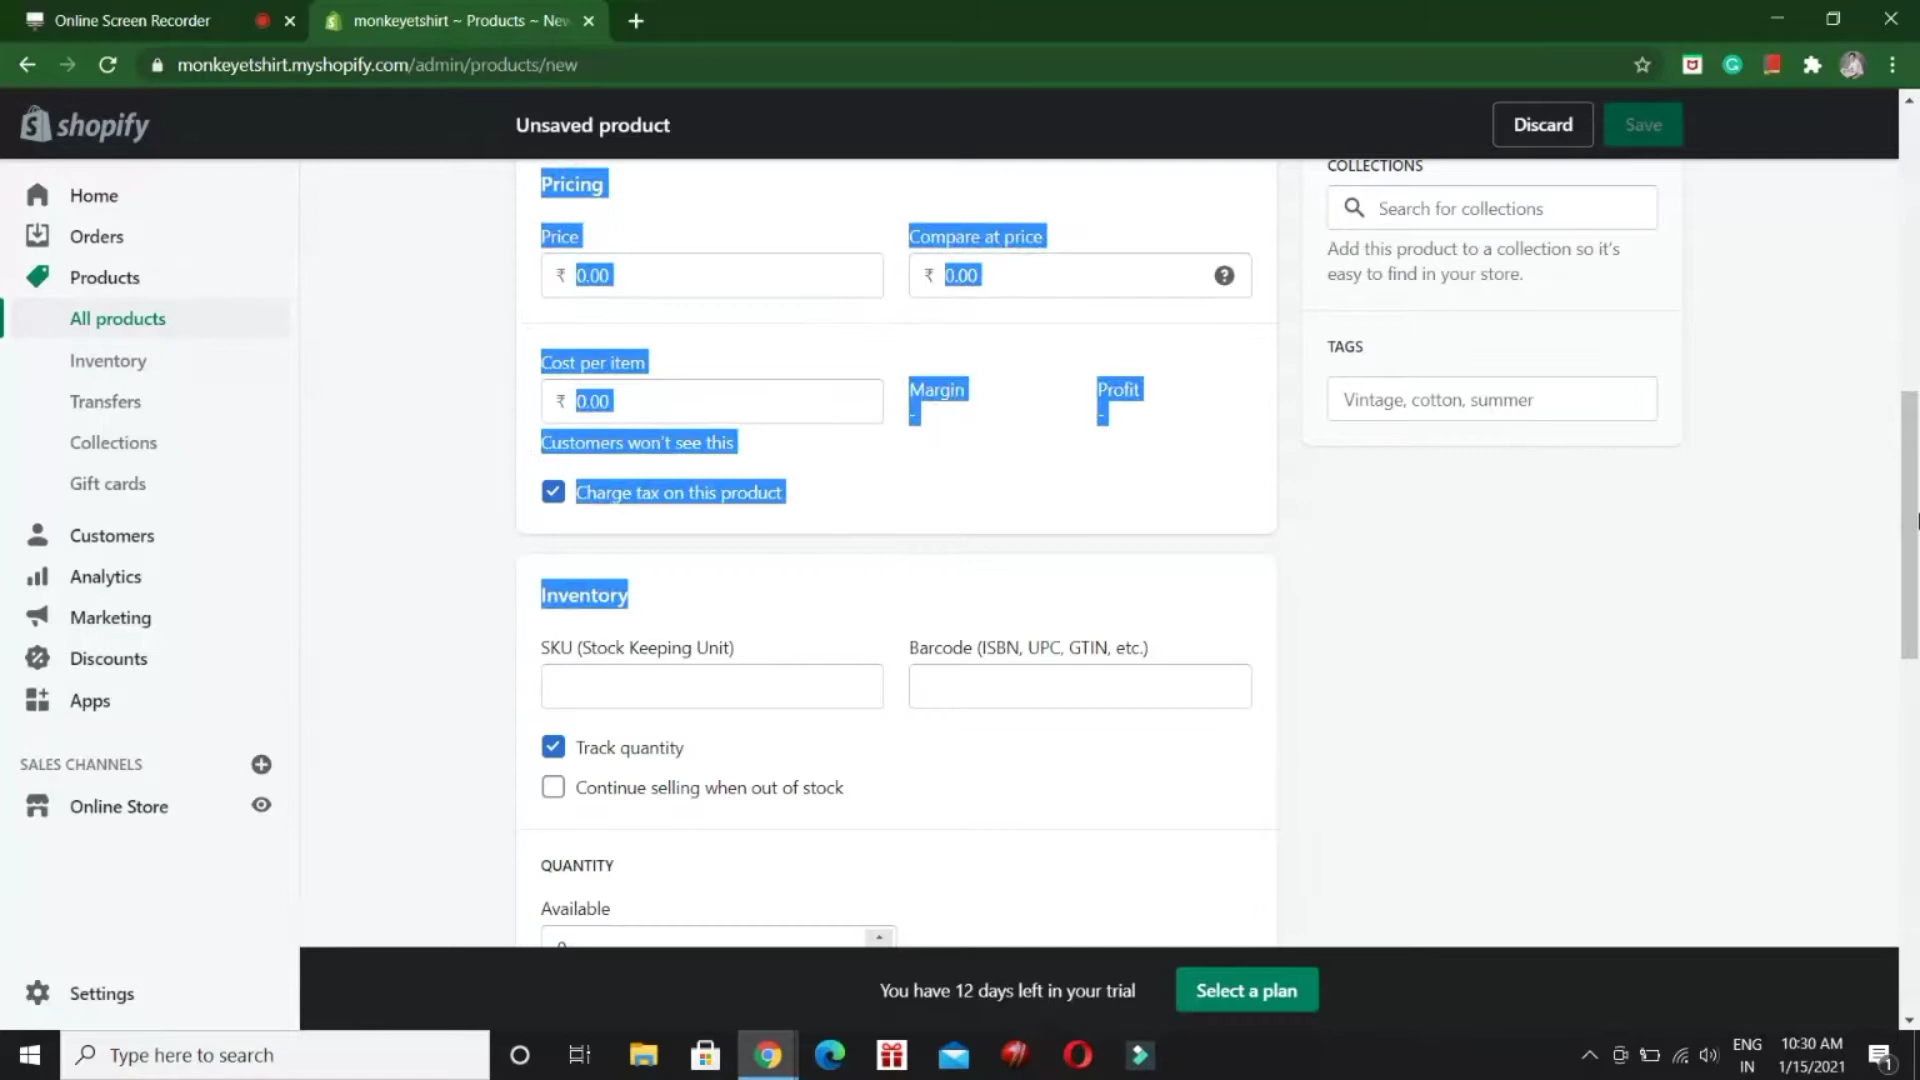 Online Screen Recorder
monkeyetshirt ~ Products ~ New
monkeyetshirt.myshopify.com/admin/products/new
shopify
Unsaved product
Discard
Save
Home
Orders
Products
All products
Inventory
Transfers
Collections
Gift cards
Customers
Analytics
Marketing
Discounts
Apps
SALES CHANNELS
Online Store
Settings
Pricing
Price
Compare at price
₹ 0.00
₹ 0.00
Cost per item
Margin
Profit
₹ 0.00
-
-
Customers won't see this
Charge tax on this product
Inventory
SKU (Stock Keeping Unit)
Barcode (ISBN, UPC, GTIN, etc.)
Track quantity
Continue selling when out of stock
QUANTITY
Available
COLLECTIONS
Search for collections
Add this product to a collection so it's
easy to find in your store.
TAGS
Vintage, cotton, summer
You have 12 days left in your trial
Select a plan
Type here to search
ENG
IN
10:30 AM
1/15/2021
1